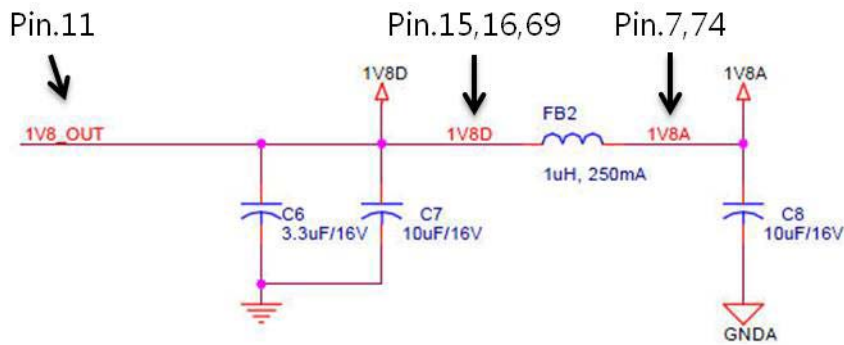 Pin.11 Pin.15,16,69 Pin.7,74
1V8D 1V8A
FB2
1V8_OUT 1V8D 1V8A
1uH, 250mA
C6 C7 C8
3.3uF/16V 10uF/16V 10uF/16V
GNDA